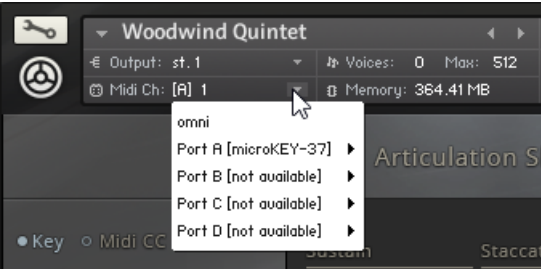 Woodwind Quintet
Output: st.1 Voices: 0 Max: 512
Midi Ch: [A] 1 Memory: 364.41 MB
omni
Port A [microKEY-37]
Port B [not available]
Port C [not available]
Port D [not available]
Articulation S
Key Midi CC
Sustain Staccat